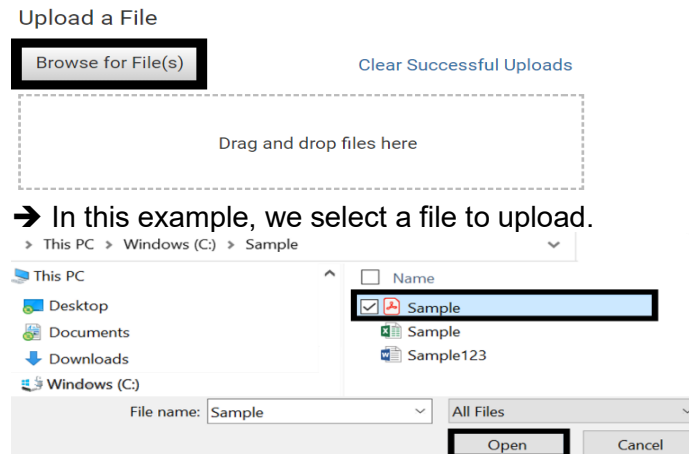 Upload a File
Browse for File(s) Clear Successful Uploads
Drag and drop files here
➔ In this example, we select a file to upload.
> This PC > Windows (C:) > Sample
This PC
Name
Desktop
Sample
Documents
Sample
Downloads
Sample123
Windows (C:)
File name: Sample All Files
Open Cancel